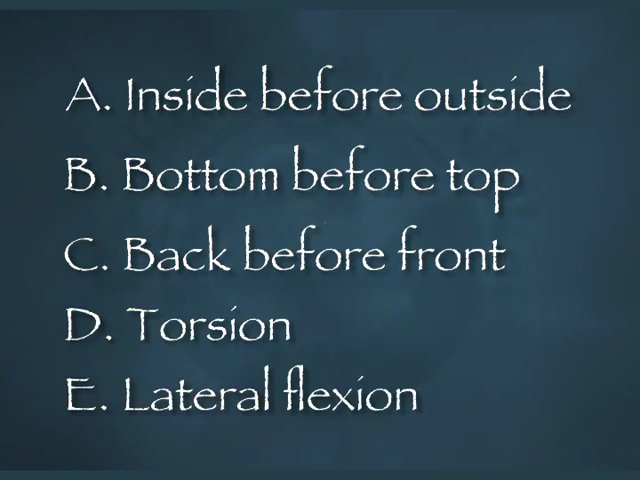 A. Inside before outside
B. Bottom before top
C. Back before front
D. Torsion
E. Lateral flexion